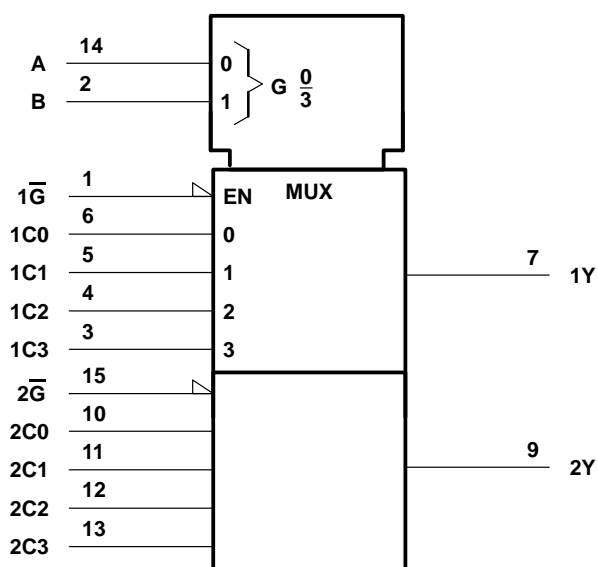 A 14 0
B 2 1
G 0/3
1G̅ 1 EN MUX
1C0 6 0
1C1 5 1
7 1Y
1C2 4 2
1C3 3 3
2G̅ 15
2C0 10
2C1 11
9 2Y
2C2 12
2C3 13